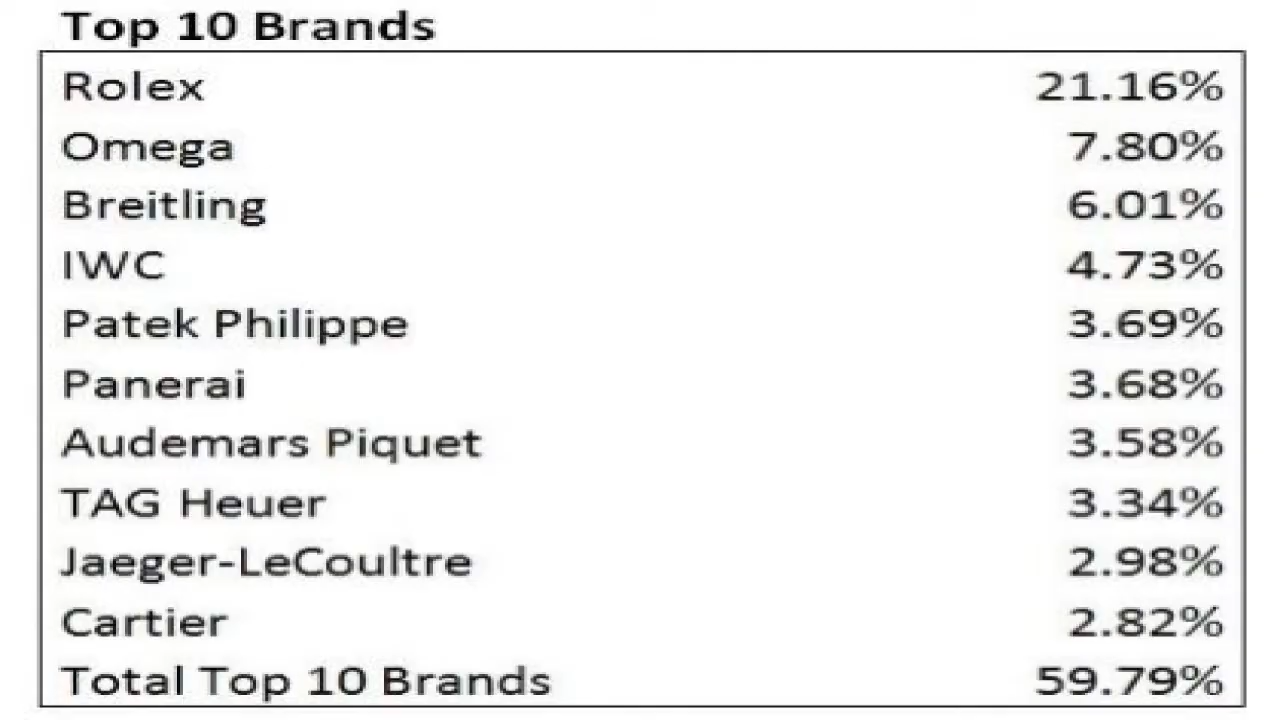 Top 10 Brands
Rolex 21.16%
Omega 7.80%
Breitling 6.01%
IWC 4.73%
Patek Philippe 3.69%
Panerai 3.68%
Audemars Piquet 3.58%
TAG Heuer 3.34%
Jaeger-LeCoultre 2.98%
Cartier 2.82%
Total Top 10 Brands 59.79%